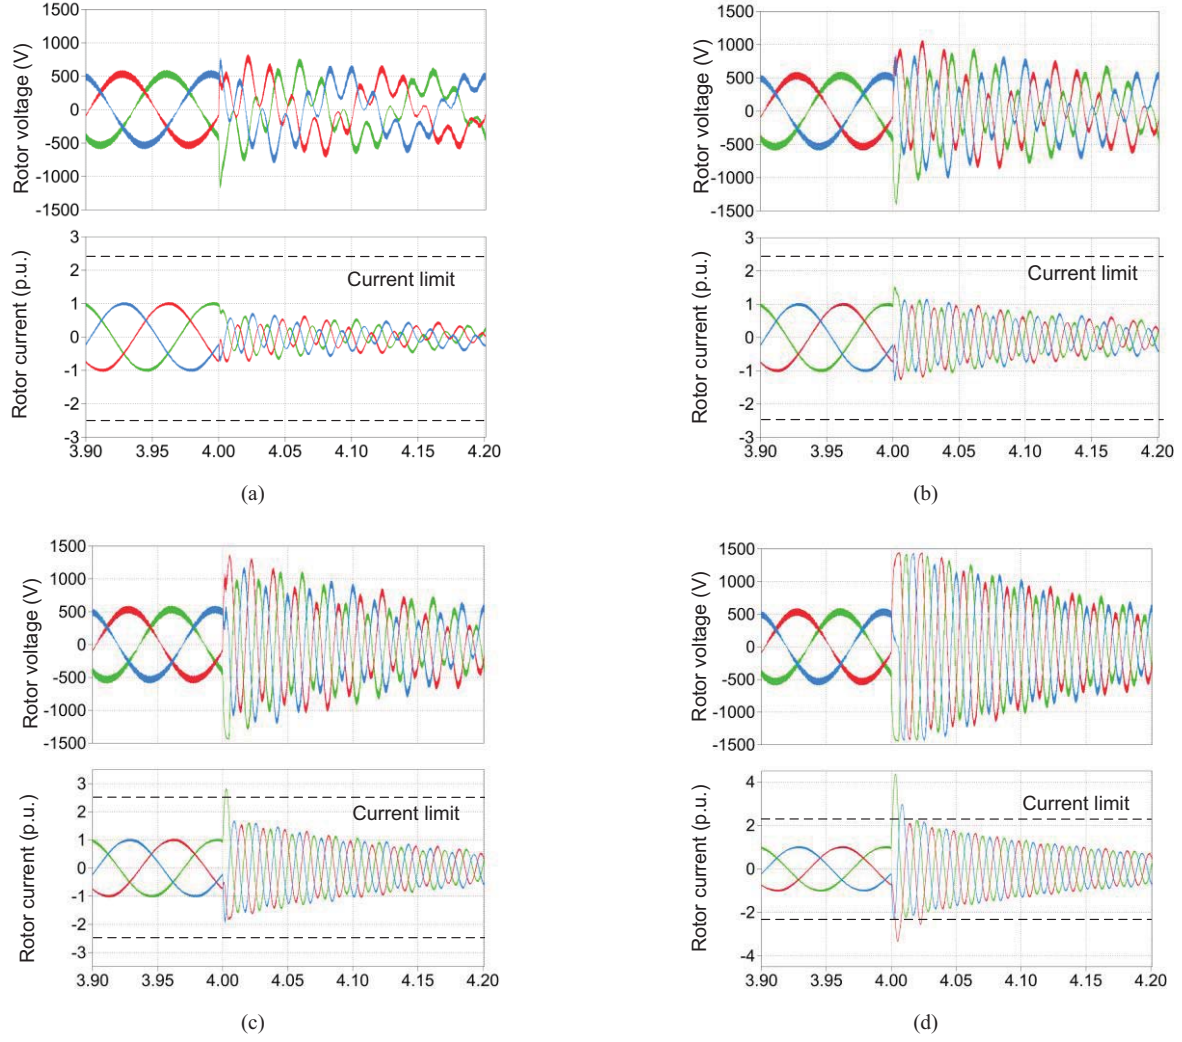 Rotor voltage (V)
1500
1000
500
0
-500
-1000
-1500
Rotor current (p.u.)
3
2
1
0
-1
-2
-3
Current limit
3.90 3.95 4.00 4.05 4.10 4.15 4.20
(a)
Rotor voltage (V)
1500
1000
500
0
-500
-1000
-1500
Rotor current (p.u.)
3
2
1
0
-1
-2
-3
Current limit
3.90 3.95 4.00 4.05 4.10 4.15 4.20
(b)
Rotor voltage (V)
1500
1000
500
0
-500
-1000
-1500
Rotor current (p.u.)
3
2
1
0
-1
-2
-3
Current limit
3.90 3.95 4.00 4.05 4.10 4.15 4.20
(c)
Rotor voltage (V)
1500
1000
500
0
-500
-1000
-1500
Rotor current (p.u.)
4
2
0
-2
-4
Current limit
3.90 3.95 4.00 4.05 4.10 4.15 4.20
(d)